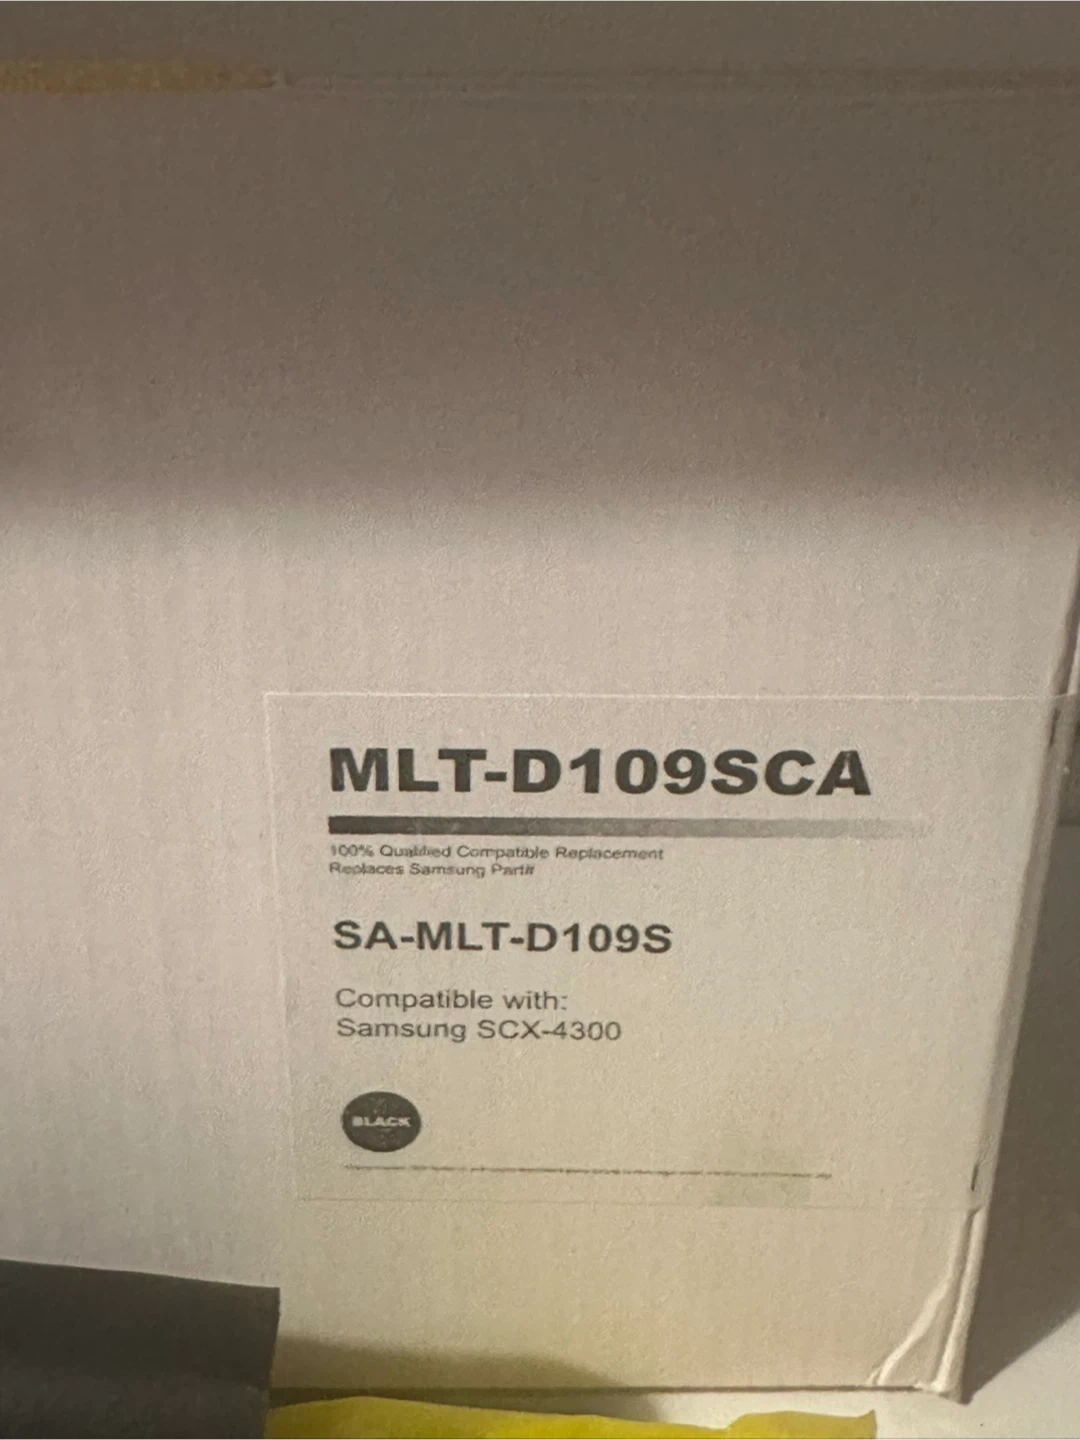 MLT-D109SCA
100% Qualified Compatible Replacement
Replaces Samsung Part#
SA-MLT-D109S
Compatible with:
Samsung SCX-4300
BLACK